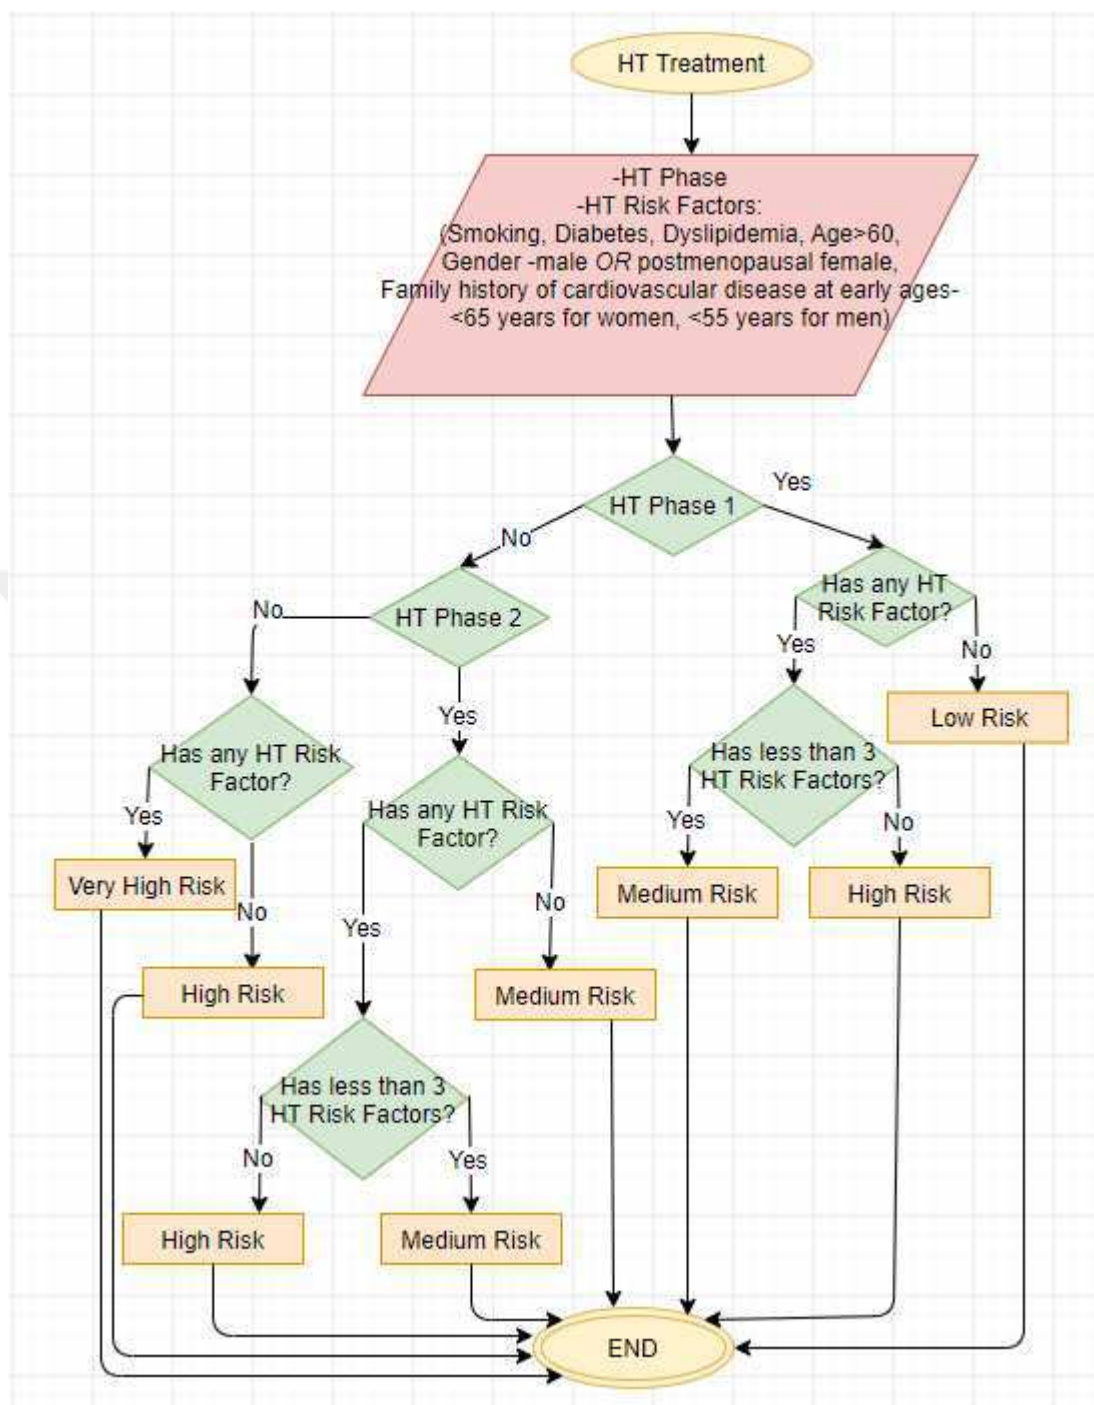 HT Treatment
-HT Phase
-HT Risk Factors:
(Smoking, Diabetes, Dyslipidemia, Age>60,
Gender -male OR postmenopausal female,
Family history of cardiovascular disease at early ages-
<65 years for women, <55 years for men)
HT Phase 1
Yes
No
HT Phase 2
No
Yes
Has any HT
Risk Factor?
Yes
No
Low Risk
Has any HT Risk
Factor?
Yes
No
Very High Risk
High Risk
Has any HT Risk
Factor?
Yes
No
Medium Risk
Has less than 3
HT Risk Factors?
Yes
No
Medium Risk
High Risk
Has less than 3
HT Risk Factors?
No
Yes
High Risk
Medium Risk
END